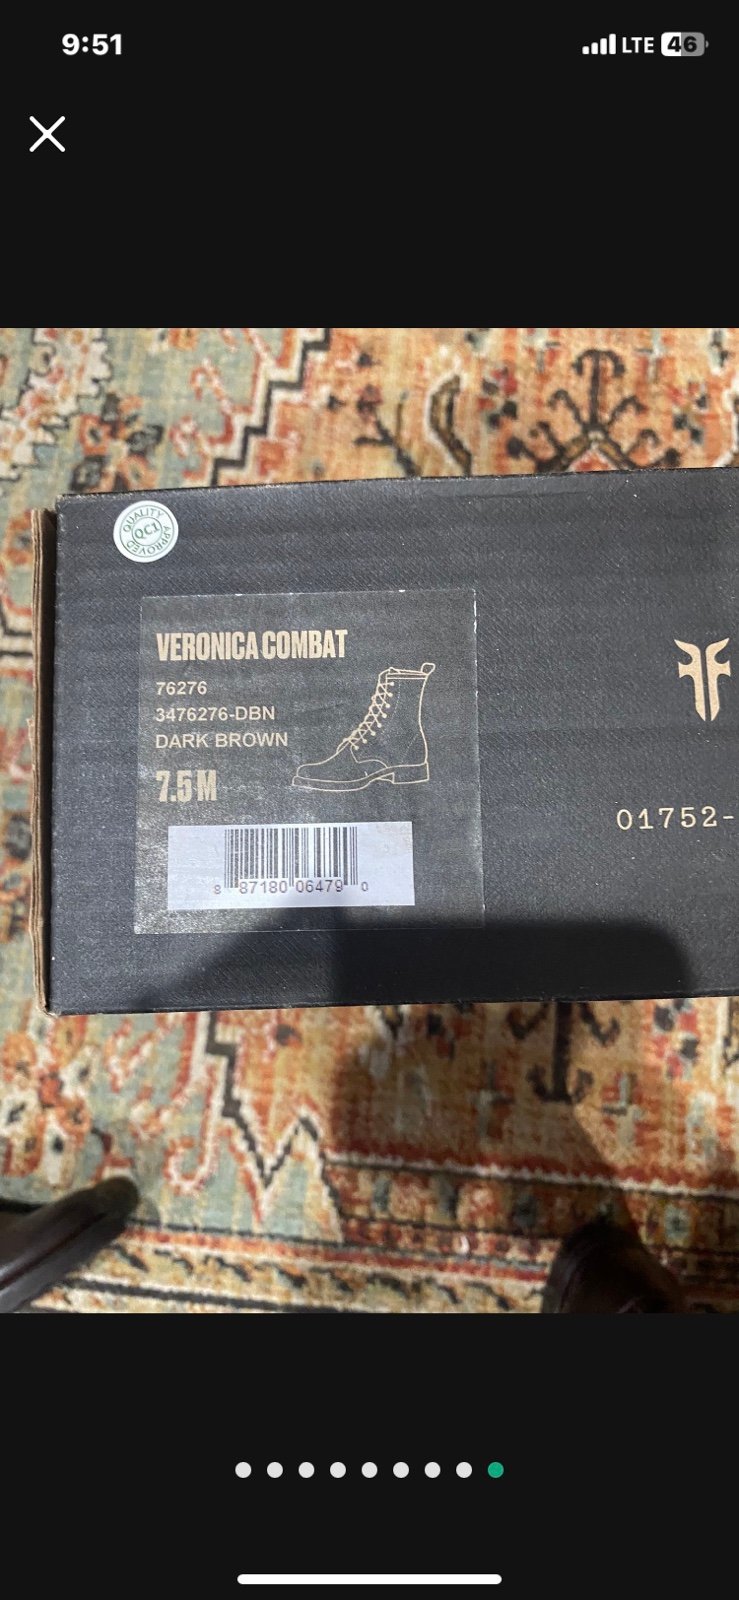 9:51
LTE 46
QUALITY
QC1
APPROVED
VERONICA COMBAT
76276
3476276-DBN
DARK BROWN
7.5 M
01752-
8 87180 06479 0